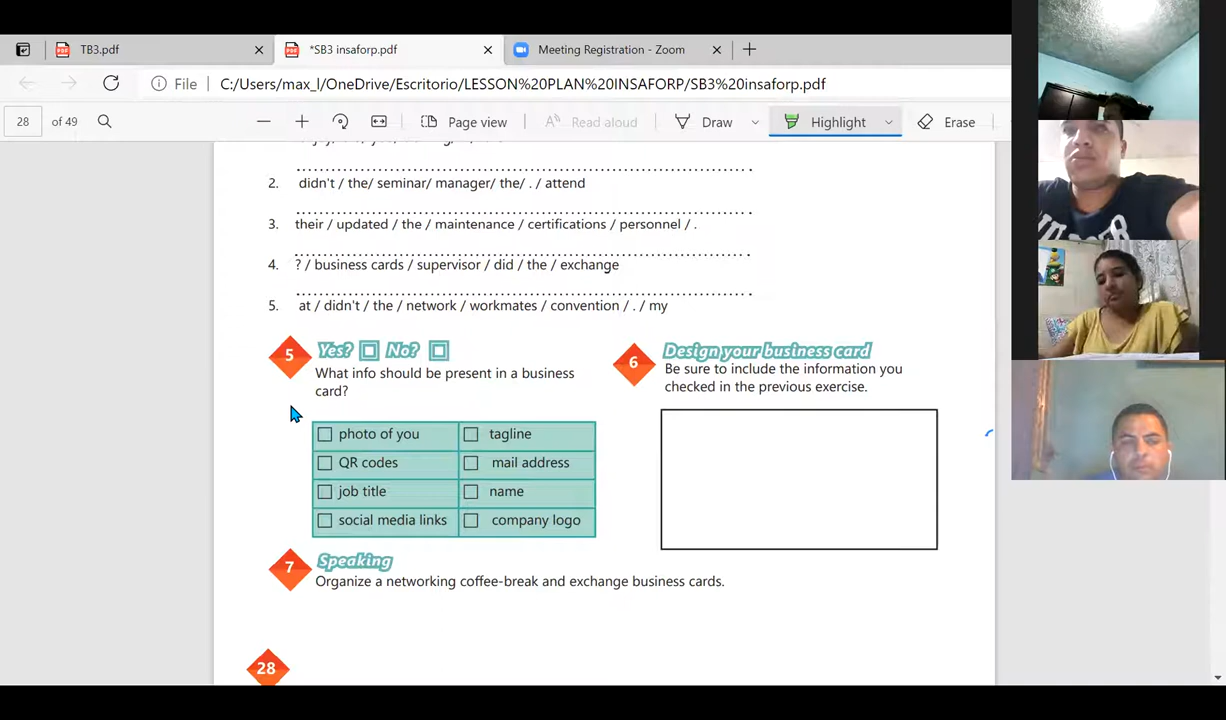 TB3.pdf
*SB3 insaforp.pdf
Meeting Registration - Zoom
File
C:/Users/max_l/OneDrive/Escritorio/LESSON%20PLAN%20INSAFORP/SB3%20insaforp.pdf
28 of 49
Page view
Read aloud
Draw
Highlight
Erase
2. didn't / the/ seminar/ manager/ the/ . / attend
3. their / updated / the / maintenance / certifications / personnel / .
4. ? / business cards / supervisor / did / the / exchange
5. at / didn't / the / network / workmates / convention / . / my
5 Yes? No?
What info should be present in a business
card?
photo of you tagline
QR codes mail address
job title name
social media links company logo
6 Design your business card
Be sure to include the information you
checked in the previous exercise.
7 Speaking
Organize a networking coffee-break and exchange business cards.
28